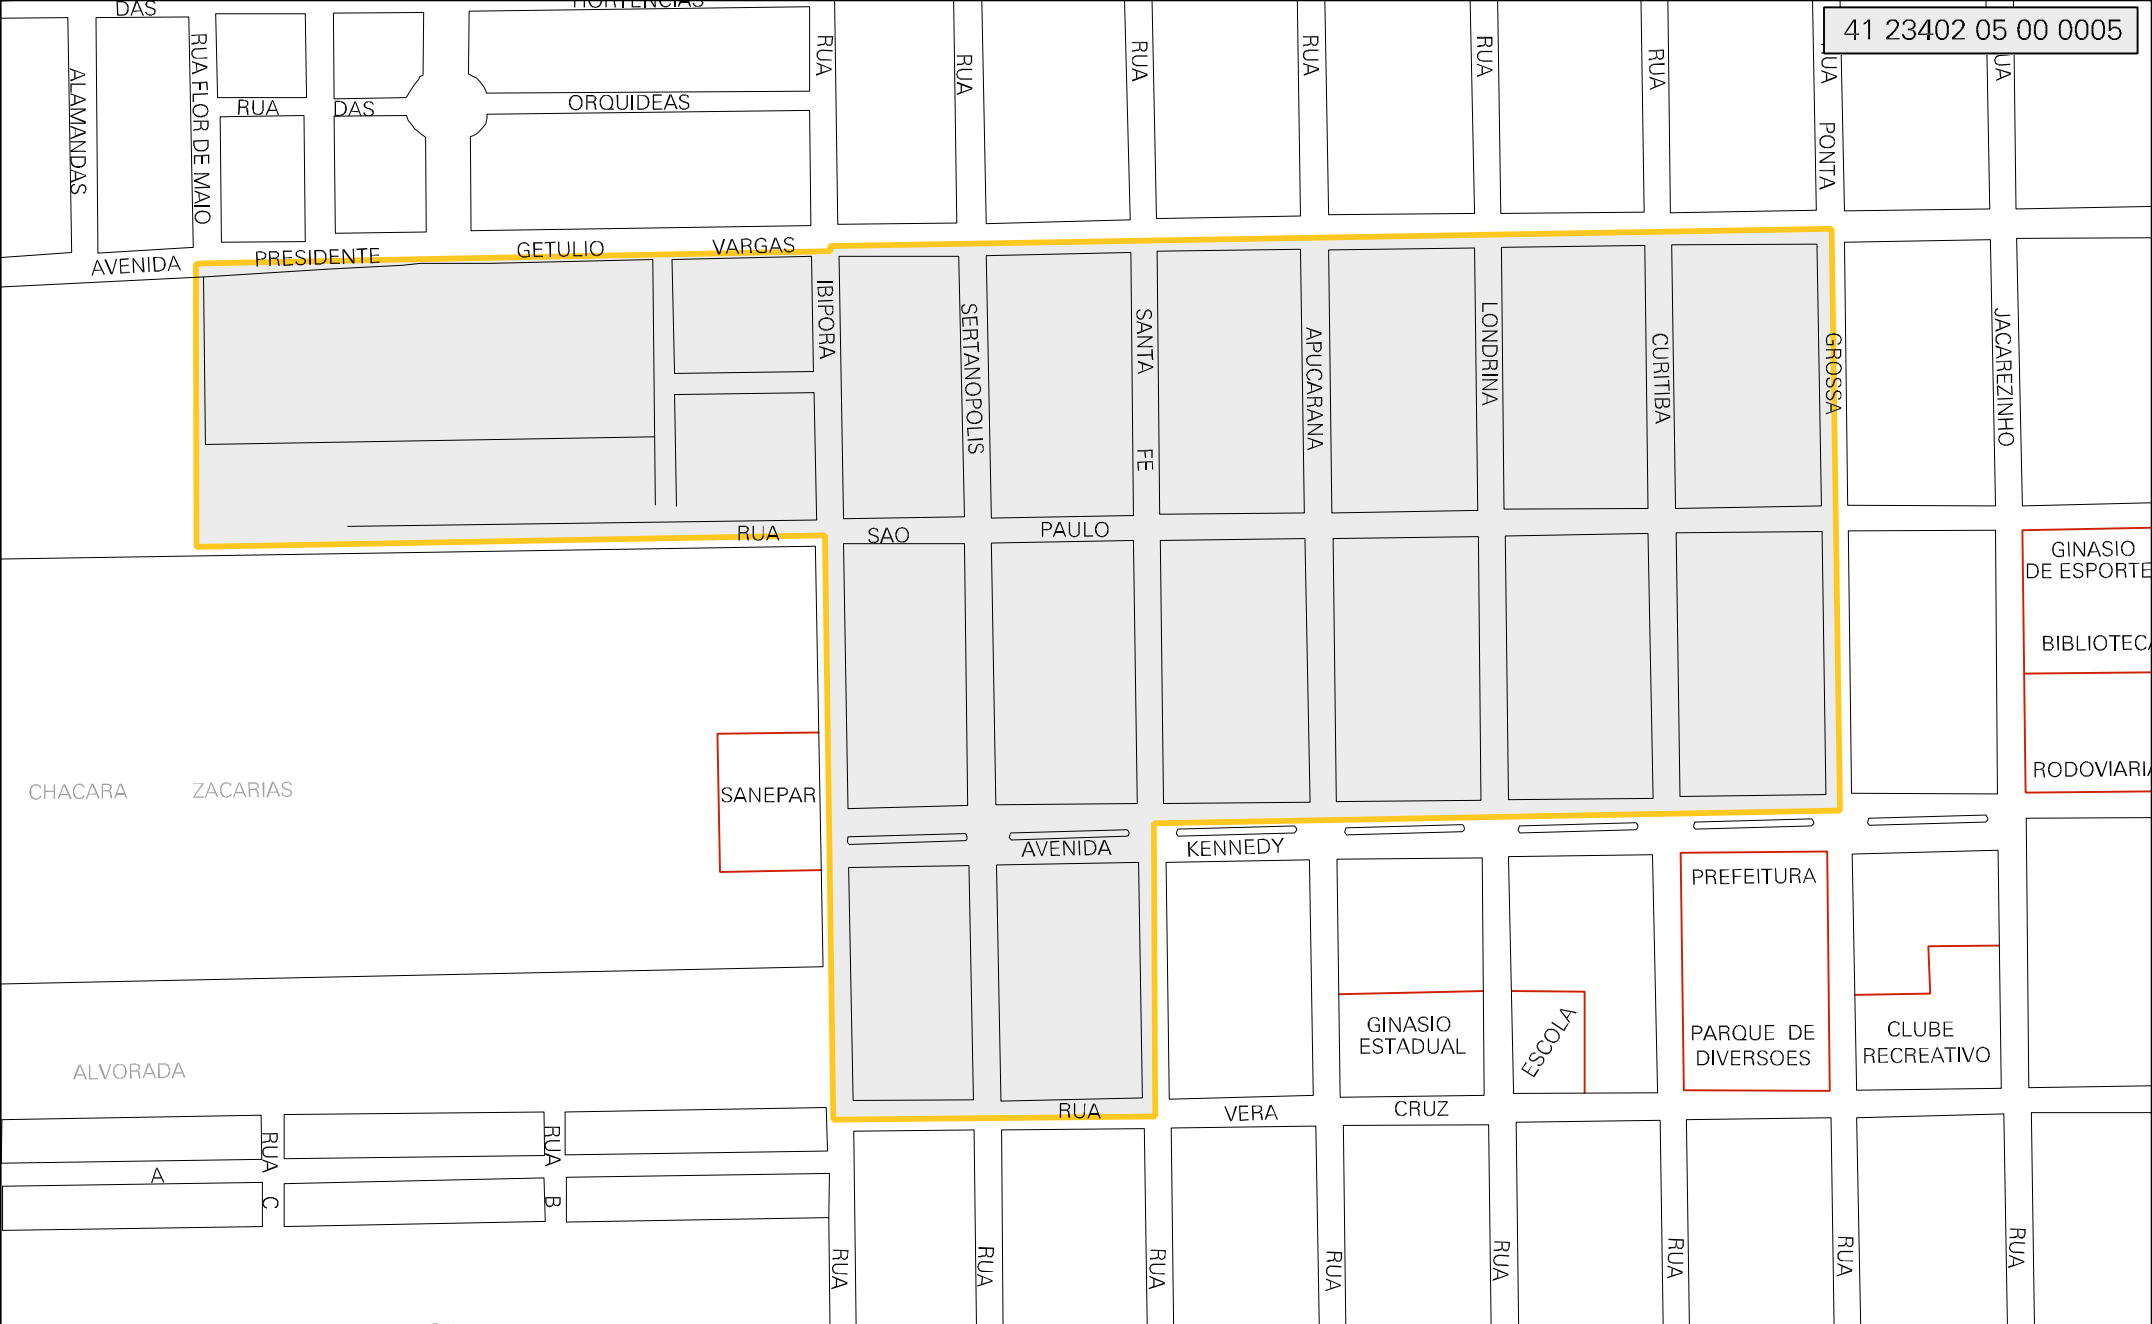 DAS
HORTENCIAS
41 23402 05 00 0005
RUA
RUA
RUA
RUA
RUA
RUA
RUA PONTA GROSSA
RUA
ALAMANDAS
RUA FLOR DE MAIO
RUA DAS ORQUIDEAS
AVENIDA PRESIDENTE GETULIO VARGAS
IBIPORA
SERTANOPOLIS
SANTA FE
APUCARANA
LONDRINA
CURITIBA
JACAREZINHO
RUA SAO PAULO
GINASIO
DE ESPORTE
BIBLIOTECA
RODOVIARIA
CHACARA ZACARIAS
SANEPAR
AVENIDA KENNEDY
PREFEITURA
GINASIO
ESTADUAL
ESCOLA
PARQUE DE
DIVERSOES
CLUBE
RECREATIVO
ALVORADA
RUA VERA CRUZ
A
RUA C
RUA B
RUA
RUA
RUA
RUA
RUA
RUA
RUA
RUA